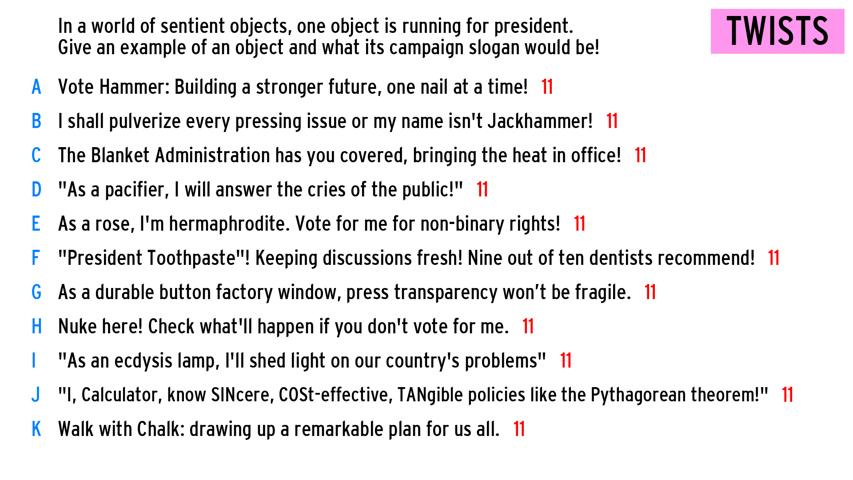 In a world of sentient objects, one object is running for president.
Give an example of an object and what its campaign slogan would be!
TWISTS
A Vote Hammer: Building a stronger future, one nail at a time! 11
B I shall pulverize every pressing issue or my name isn't Jackhammer! 11
C The Blanket Administration has you covered, bringing the heat in office! 11
D "As a pacifier, I will answer the cries of the public!" 11
E As a rose, I'm hermaphrodite. Vote for me for non-binary rights! 11
F "President Toothpaste"! Keeping discussions fresh! Nine out of ten dentists recommend! 11
G As a durable button factory window, press transparency won’t be fragile. 11
H Nuke here! Check what'll happen if you don't vote for me. 11
I "As an ecdysis lamp, I'll shed light on our country's problems" 11
J "I, Calculator, know SINcere, COSt-effective, TANgible policies like the Pythagorean theorem!" 11
K Walk with Chalk: drawing up a remarkable plan for us all. 11